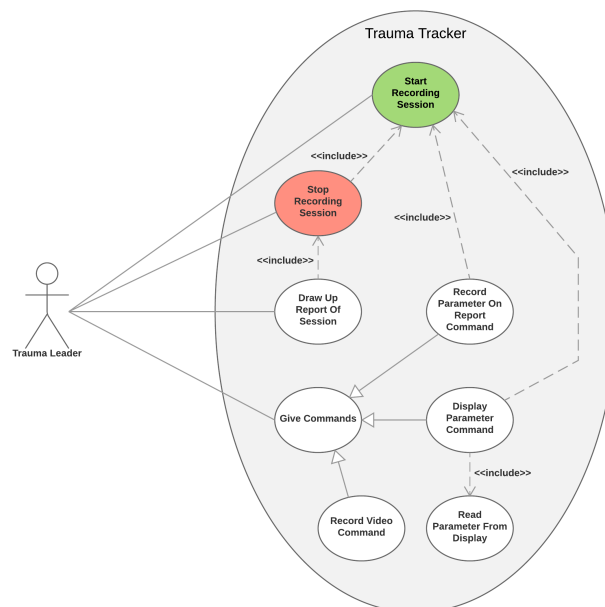 Trauma Tracker
Start
Recording
Session
<<include>>
<<include>>
Stop
Recording
Session
<<include>>
<<include>>
Trauma Leader
Draw Up
Report Of
Session
Record
Parameter On
Report
Command
Give Commands
Display
Parameter
Command
<<include>>
Record Video
Command
Read
Parameter From
Display